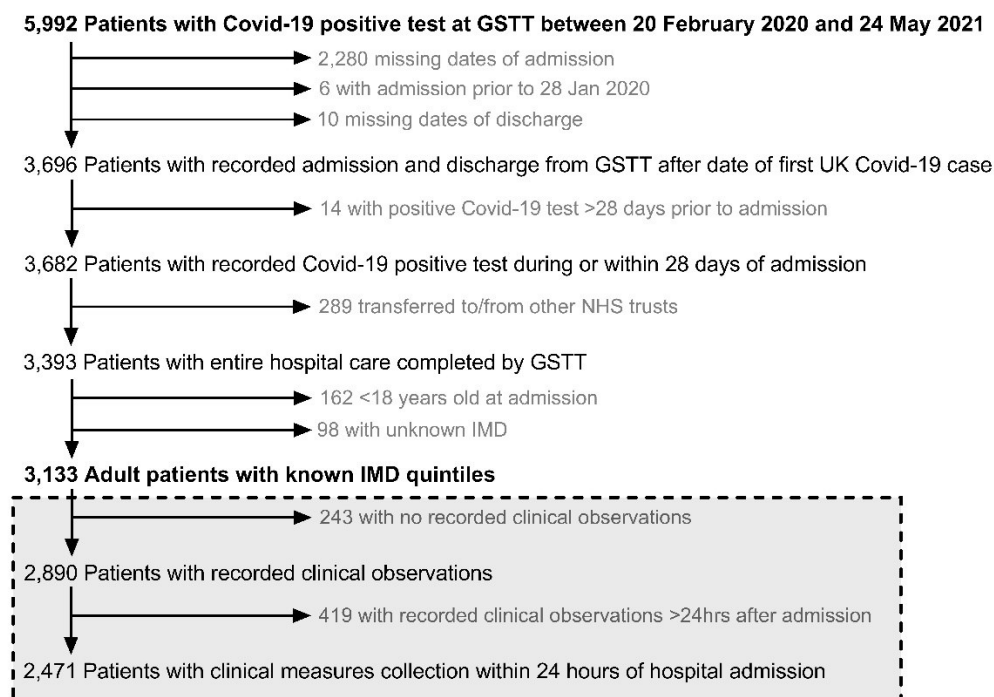 5,992 Patients with Covid-19 positive test at GSTT between 20 February 2020 and 24 May 2021
2,280 missing dates of admission
6 with admission prior to 28 Jan 2020
10 missing dates of discharge
3,696 Patients with recorded admission and discharge from GSTT after date of first UK Covid-19 case
14 with positive Covid-19 test >28 days prior to admission
3,682 Patients with recorded Covid-19 positive test during or within 28 days of admission
289 transferred to/from other NHS trusts
3,393 Patients with entire hospital care completed by GSTT
162 <18 years old at admission
98 with unknown IMD
3,133 Adult patients with known IMD quintiles
243 with no recorded clinical observations
2,890 Patients with recorded clinical observations
419 with recorded clinical observations >24hrs after admission
2,471 Patients with clinical measures collection within 24 hours of hospital admission